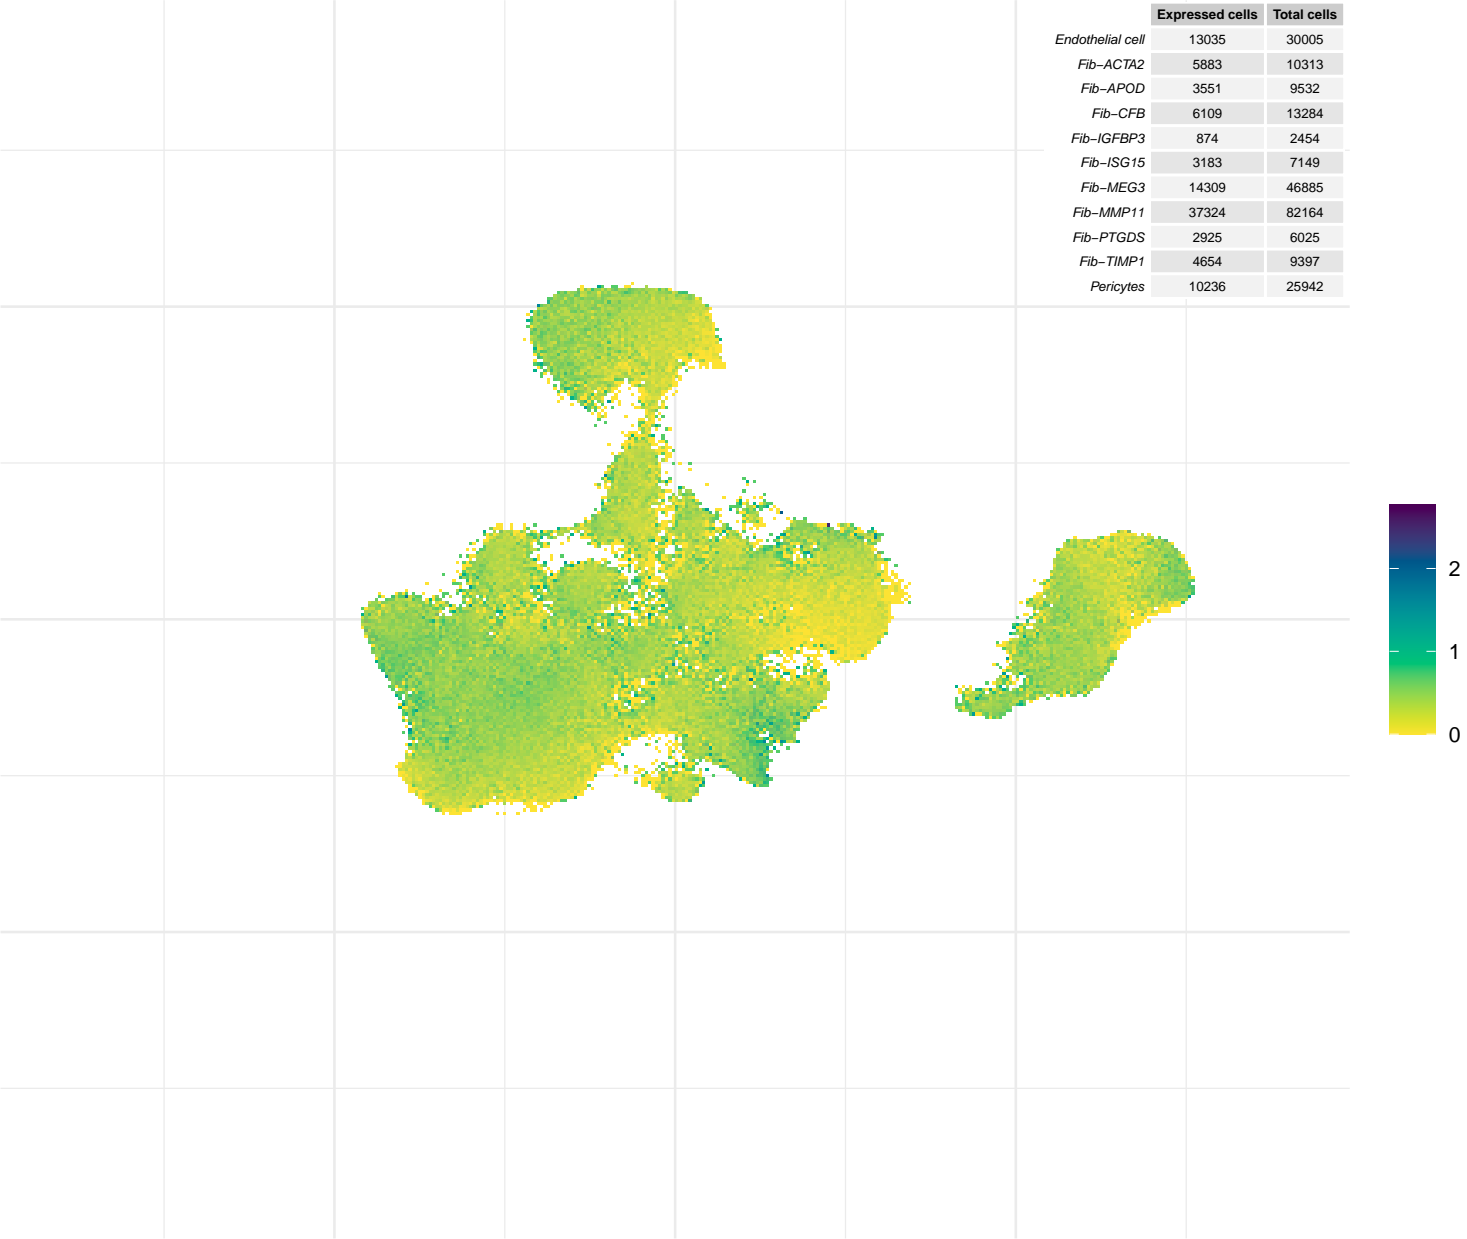 Expressed cells Total cells
Endothelial cell 13035 30005
Fib−ACTA2 5883 10313
Fib−APOD 3551 9532
Fib−CFB 6109 13284
Fib−IGFBP3 874 2454
Fib−ISG15 3183 7149
Fib−MEG3 14309 46885
Fib−MMP11 37324 82164
Fib−PTGDS 2925 6025
Fib−TIMP1 4654 9397
Pericytes 10236 25942
2
1
0